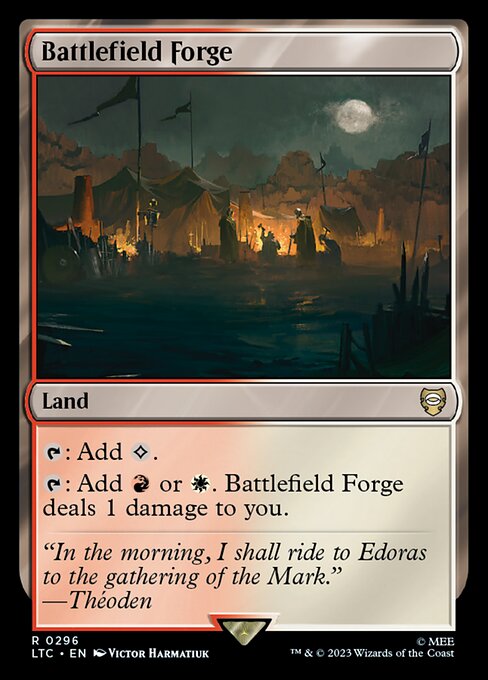 Battlefield Forge
Land
: Add .
: Add or . Battlefield Forge
deals 1 damage to you.
“In the morning, I shall ride to Edoras
to the gathering of the Mark.”
—Théoden
R 0296
LTC • EN Victor Harmatiuk
© MEE
™ & © 2023 Wizards of the Coast